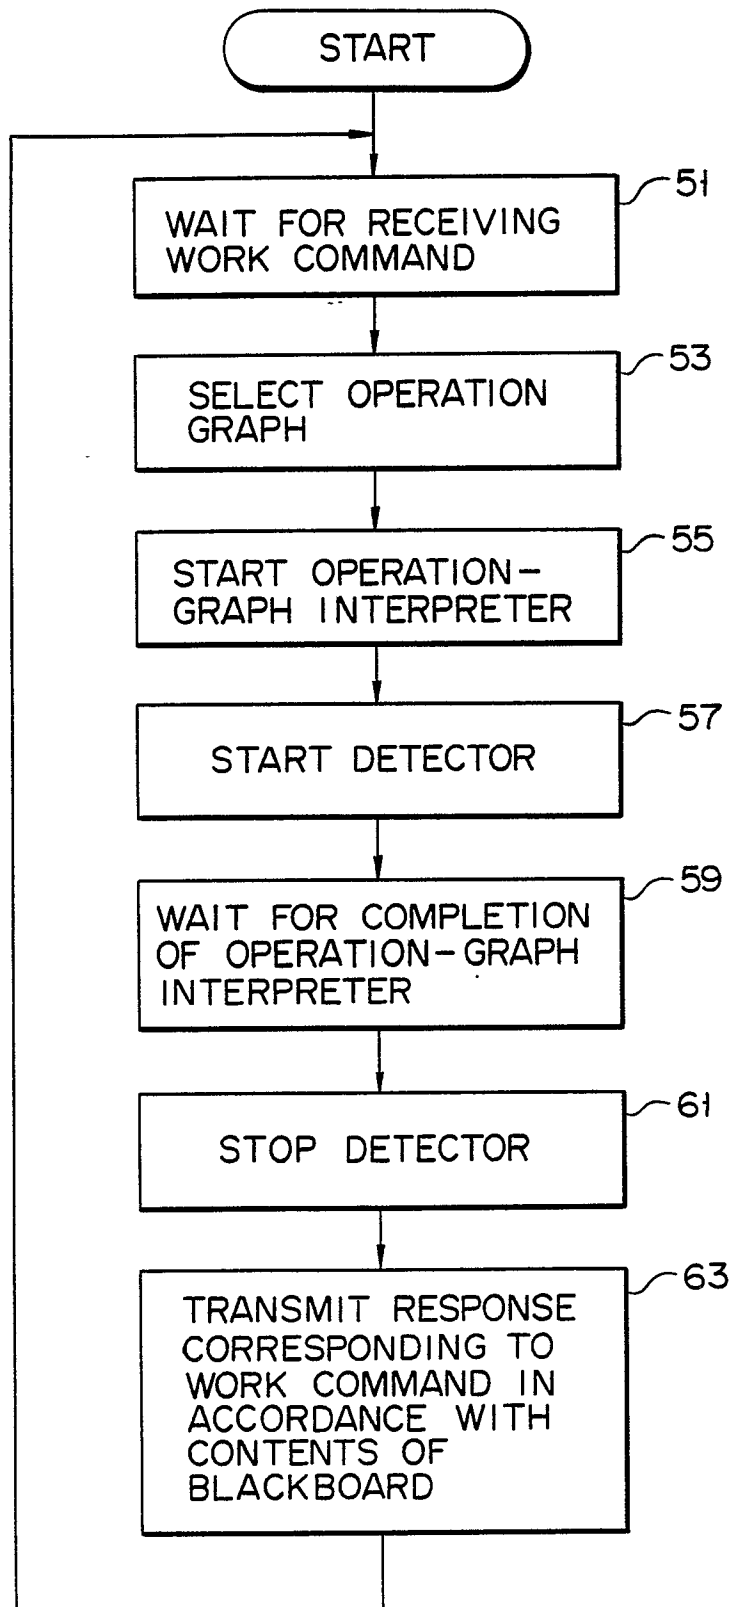 START
51
WAIT FOR RECEIVING
WORK COMMAND
53
SELECT OPERATION
GRAPH
55
START OPERATION-
GRAPH INTERPRETER
57
START DETECTOR
59
WAIT FOR COMPLETION
OF OPERATION-GRAPH
INTERPRETER
61
STOP DETECTOR
63
TRANSMIT RESPONSE
CORRESPONDING TO
WORK COMMAND IN
ACCORDANCE WITH
CONTENTS OF
BLACKBOARD